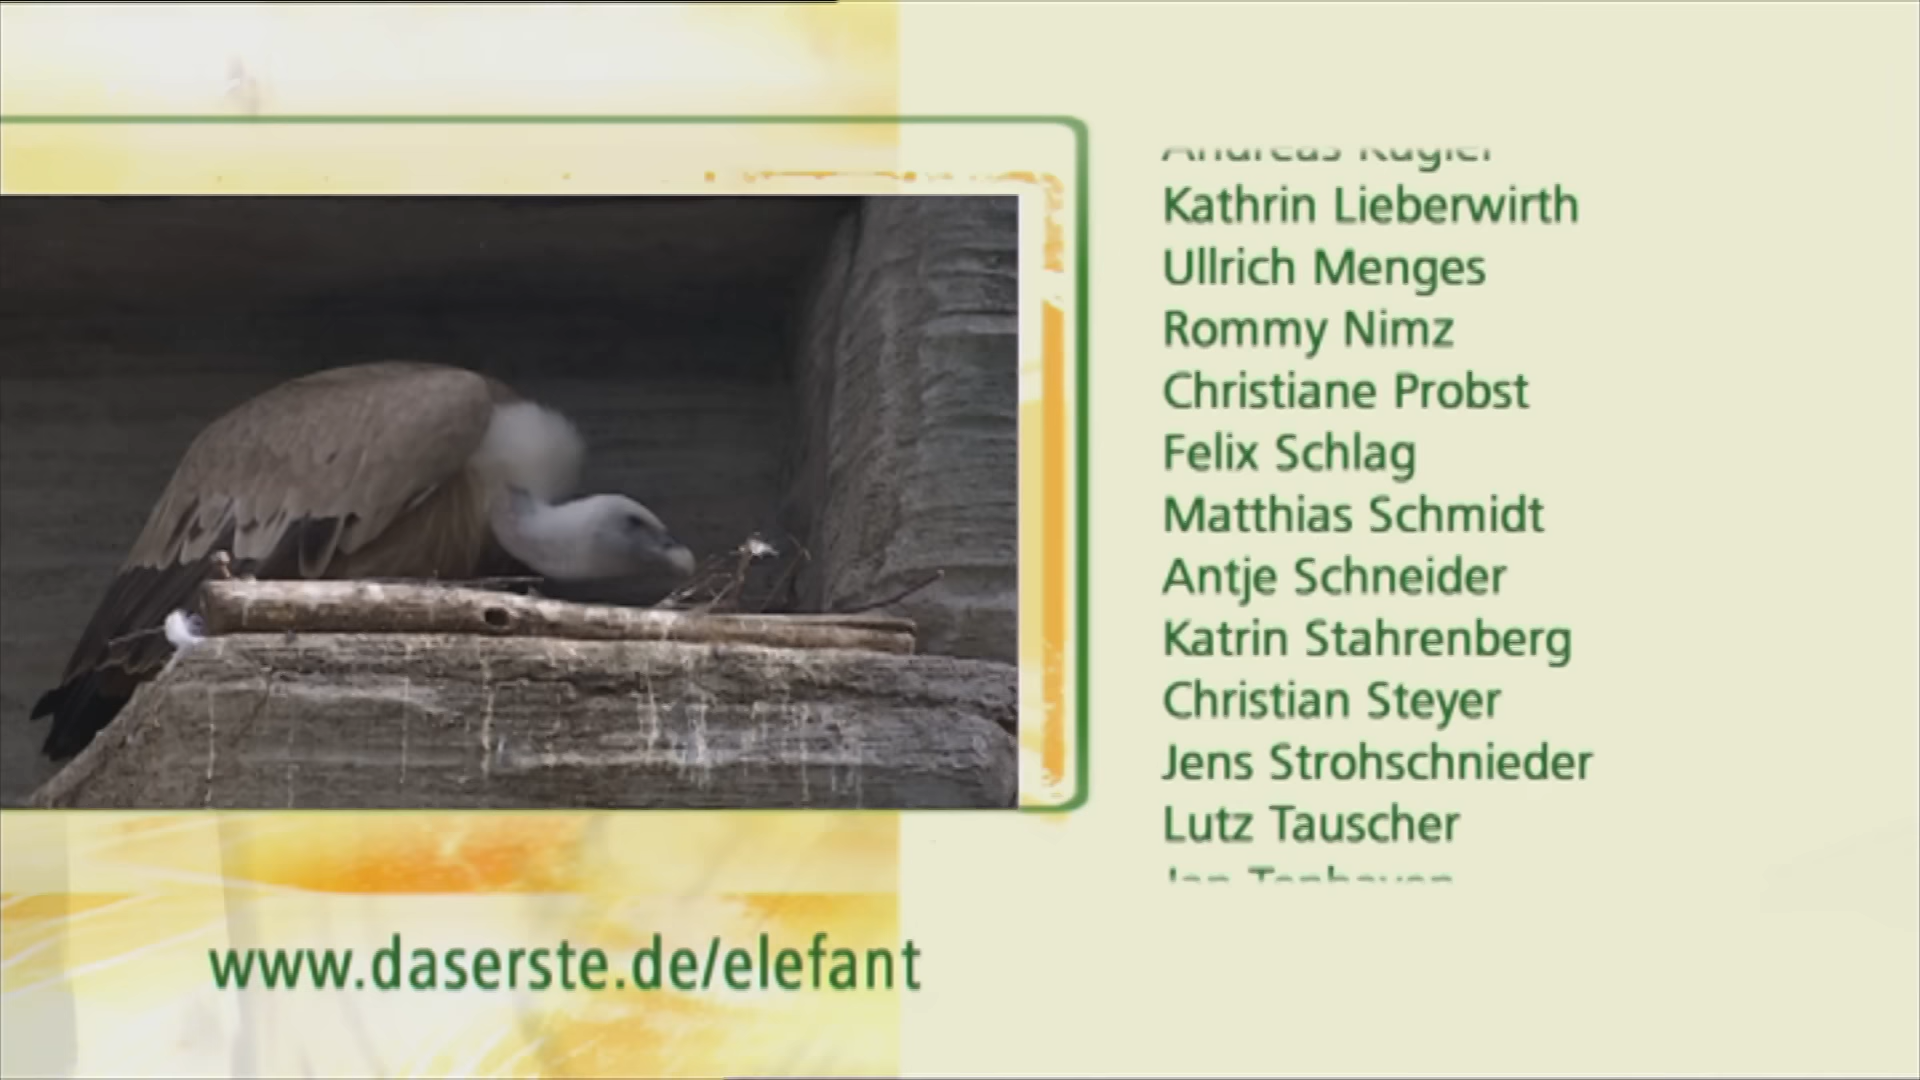 Kathrin Lieberwirth
Ullrich Menges
Rommy Nimz
Christiane Probst
Felix Schlag
Matthias Schmidt
Antje Schneider
Katrin Stahrenberg
Christian Steyer
Jens Strohschnieder
Lutz Tauscher
www.daserste.de/elefant